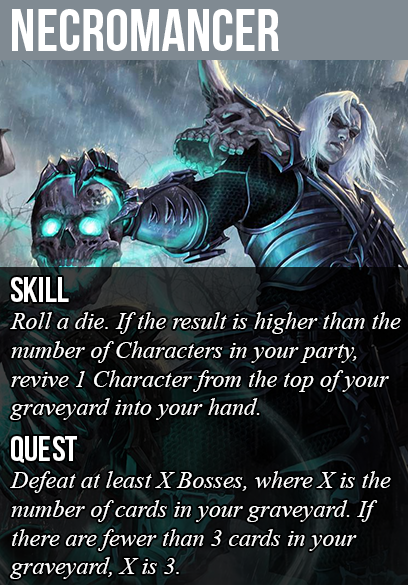 NECROMANCER
SKILL
Roll a die. If the result is higher than the
number of Characters in your party,
revive 1 Character from the top of your
graveyard into your hand.
QUEST
Defeat at least X Bosses, where X is the
number of cards in your graveyard. If
there are fewer than 3 cards in your
graveyard, X is 3.